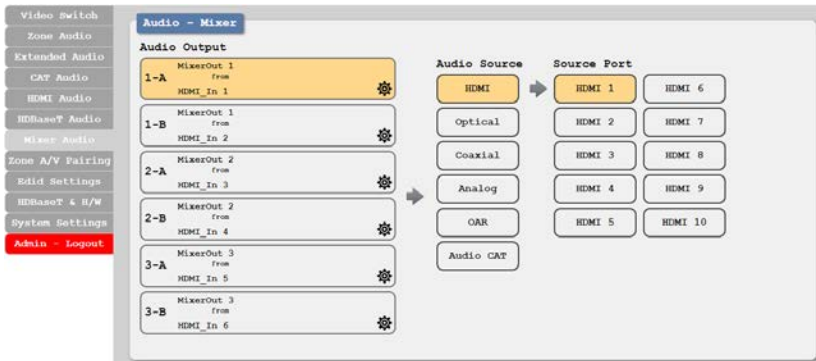 Video Switch
Zone Audio
Extended Audio
CAT Audio
HDMI Audio
HDBaseT Audio
Mixer Audio
Zone A/V Pairing
Edid Settings
HDBaseT & H/W
System Settings
Admin - Logout
Audio - Mixer
Audio Output
1-A
MixerOut 1
from
HDMI_In 1
1-B
MixerOut 1
from
HDMI_In 2
2-A
MixerOut 2
from
HDMI_In 3
2-B
MixerOut 2
from
HDMI_In 4
3-A
MixerOut 3
from
HDMI_In 5
3-B
MixerOut 3
from
HDMI_In 6
Audio Source
HDMI
Optical
Coaxial
Analog
OAR
Audio CAT
Source Port
HDMI 1
HDMI 6
HDMI 2
HDMI 7
HDMI 3
HDMI 8
HDMI 4
HDMI 9
HDMI 5
HDMI 10